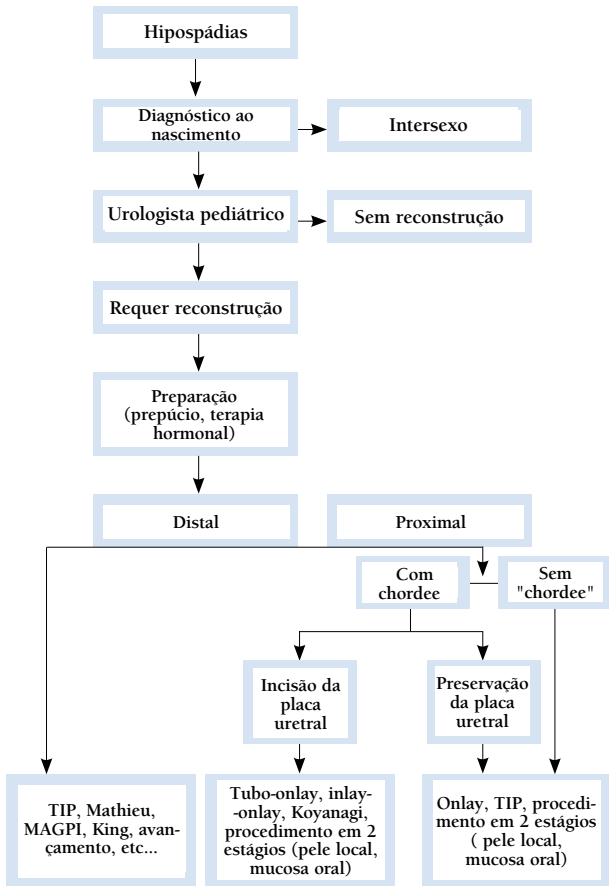 Hipospádias
Diagnóstico ao
nascimento
Intersexo
Urologista pediátrico
Sem reconstrução
Requer reconstrução
Preparação
(prepúcio, terapia
hormonal)
Distal
Proximal
Com
chordee
Sem
"chordee"
Incisão da
placa
uretral
Preservação
da placa
uretral
TIP, Mathieu,
MAGPI, King, avan-
çamento, etc...
Tubo-onlay, inlay-
-onlay, Koyanagi,
procedimento em 2
estágios (pele local,
mucosa oral)
Onlay, TIP, procedi-
mento em 2 estágios
( pele local,
mucosa oral)